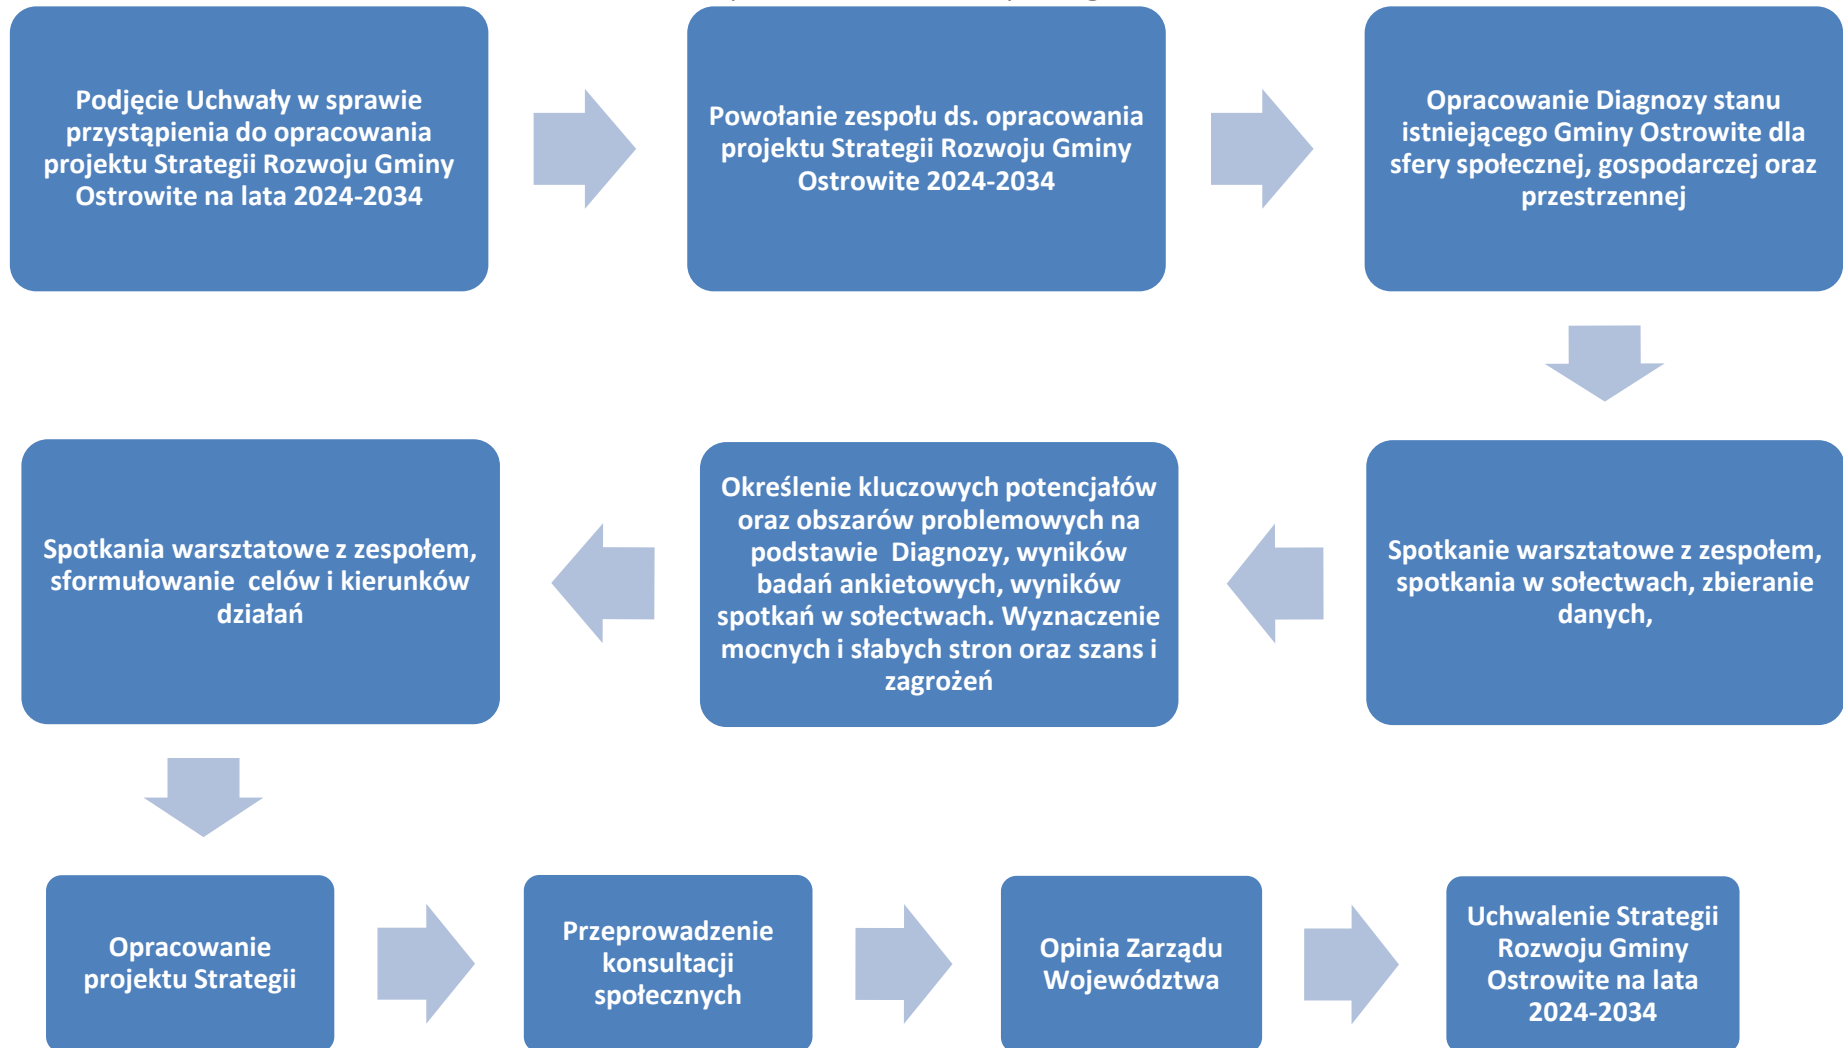 Podjęcie Uchwały w sprawie
przystąpienia do opracowania
projektu Strategii Rozwoju Gminy
Ostrowite na lata 2024-2034
Powołanie zespołu ds. opracowania
projektu Strategii Rozwoju Gminy
Ostrowite 2024-2034
Opracowanie Diagnozy stanu
istniejącego Gminy Ostrowite dla
sfery społecznej, gospodarczej oraz
przestrzennej
Spotkanie warsztatowe z zespołem,
spotkania w sołectwach, zbieranie
danych,
Określenie kluczowych potencjałów
oraz obszarów problemowych na
podstawie  Diagnozy, wyników
badań ankietowych, wyników
spotkań w sołectwach. Wyznaczenie
mocnych i słabych stron oraz szans i
zagrożeń
Spotkania warsztatowe z zespołem,
sformułowanie  celów i kierunków
działań
Opracowanie
projektu Strategii
Przeprowadzenie
konsultacji
społecznych
Opinia Zarządu
Województwa
Uchwalenie Strategii
Rozwoju Gminy
Ostrowite na lata
2024-2034